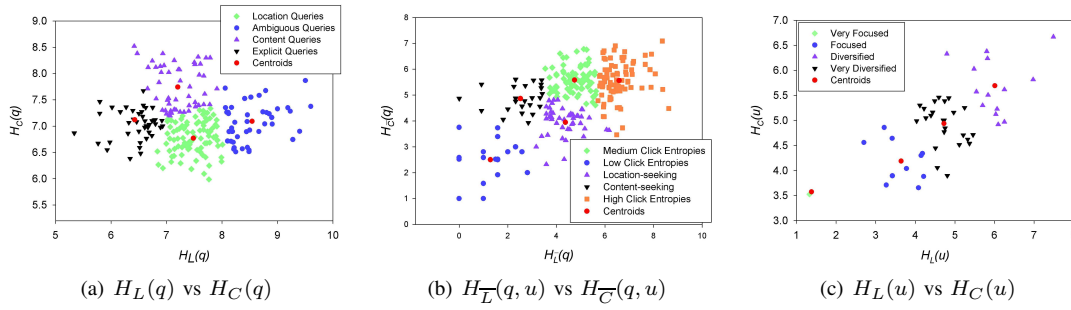 9.0
8.5
8.0
7.5
7.0
6.5
6.0
5.5
H_C(q)
5 6 7 8 9 10
H_L(q)
Location Queries
Ambiguous Queries
Content Queries
Explicit Queries
Centroids
(a) H_L(q) vs H_C(q)
8
7
6
5
4
3
2
1
0
0 2 4 6 8 10
Medium Click Entropies
Low Click Entropies
Location-seeking
Content-seeking
High Click Entropies
Centroids
(b) H_L̅(q, u) vs H_C̅(q, u)
7.0
6.5
6.0
5.5
5.0
4.5
4.0
3.5
3.0
H_C(u)
1 2 3 4 5 6 7
H_L(u)
Very Focused
Focused
Diversified
Very Diversified
Centroids
(c) H_L(u) vs H_C(u)